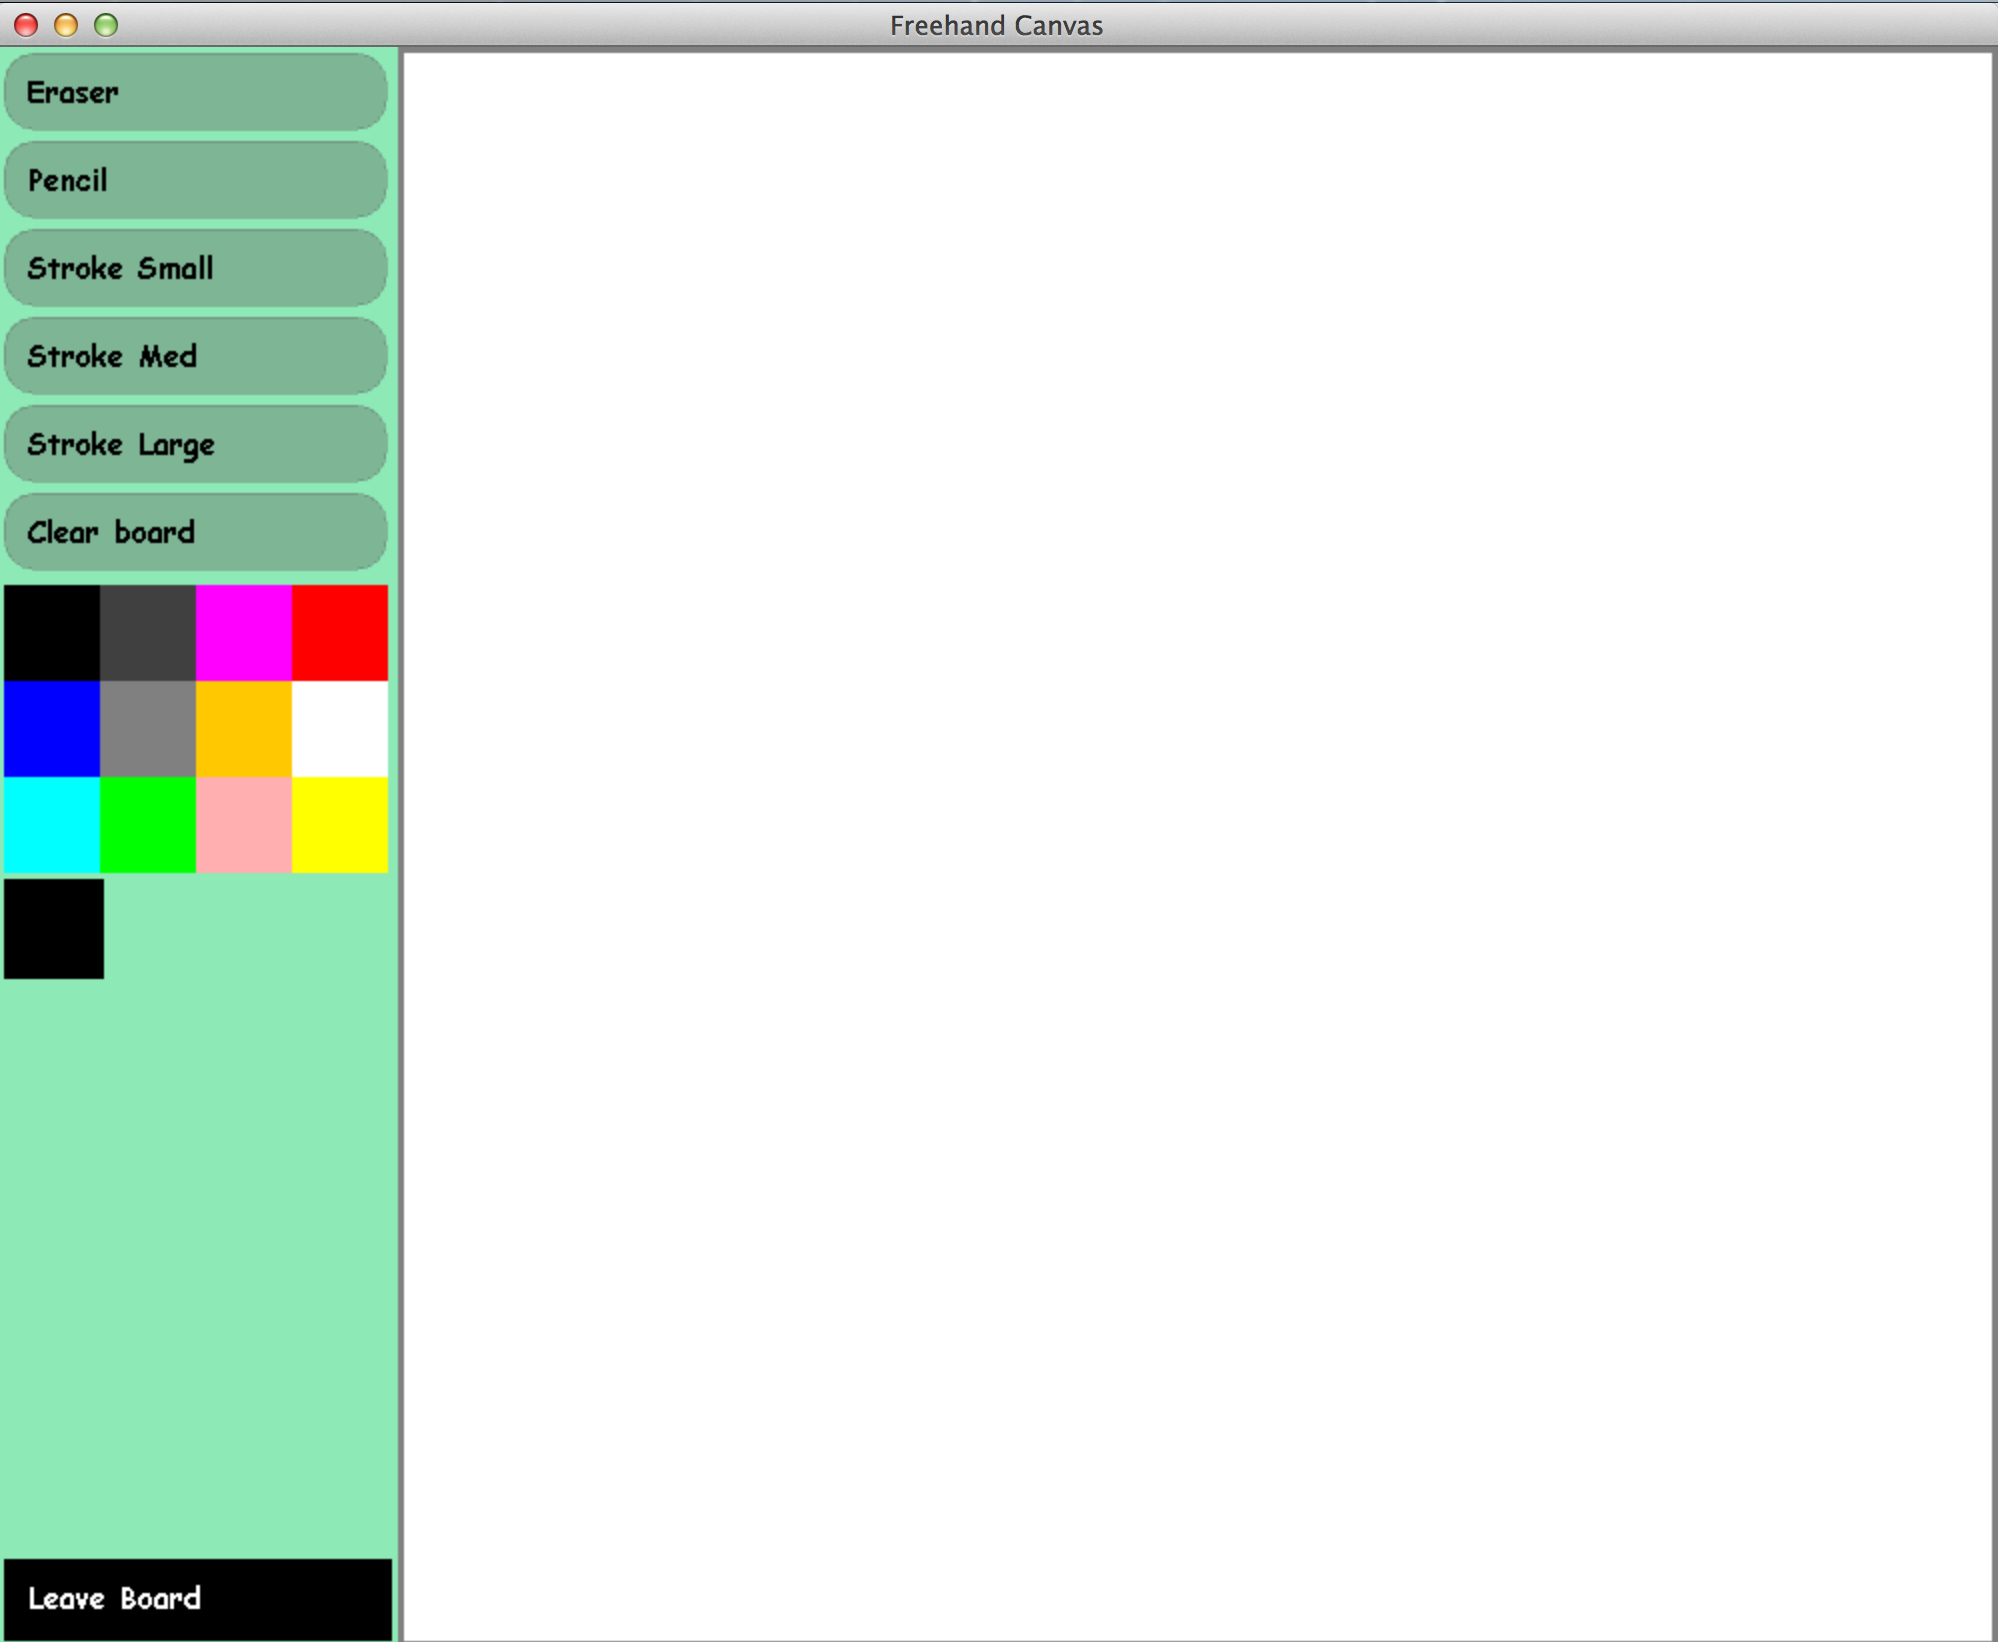 Freehand Canvas
Eraser
Pencil
Stroke Small
Stroke Med
Stroke Large
Clear board
Leave Board